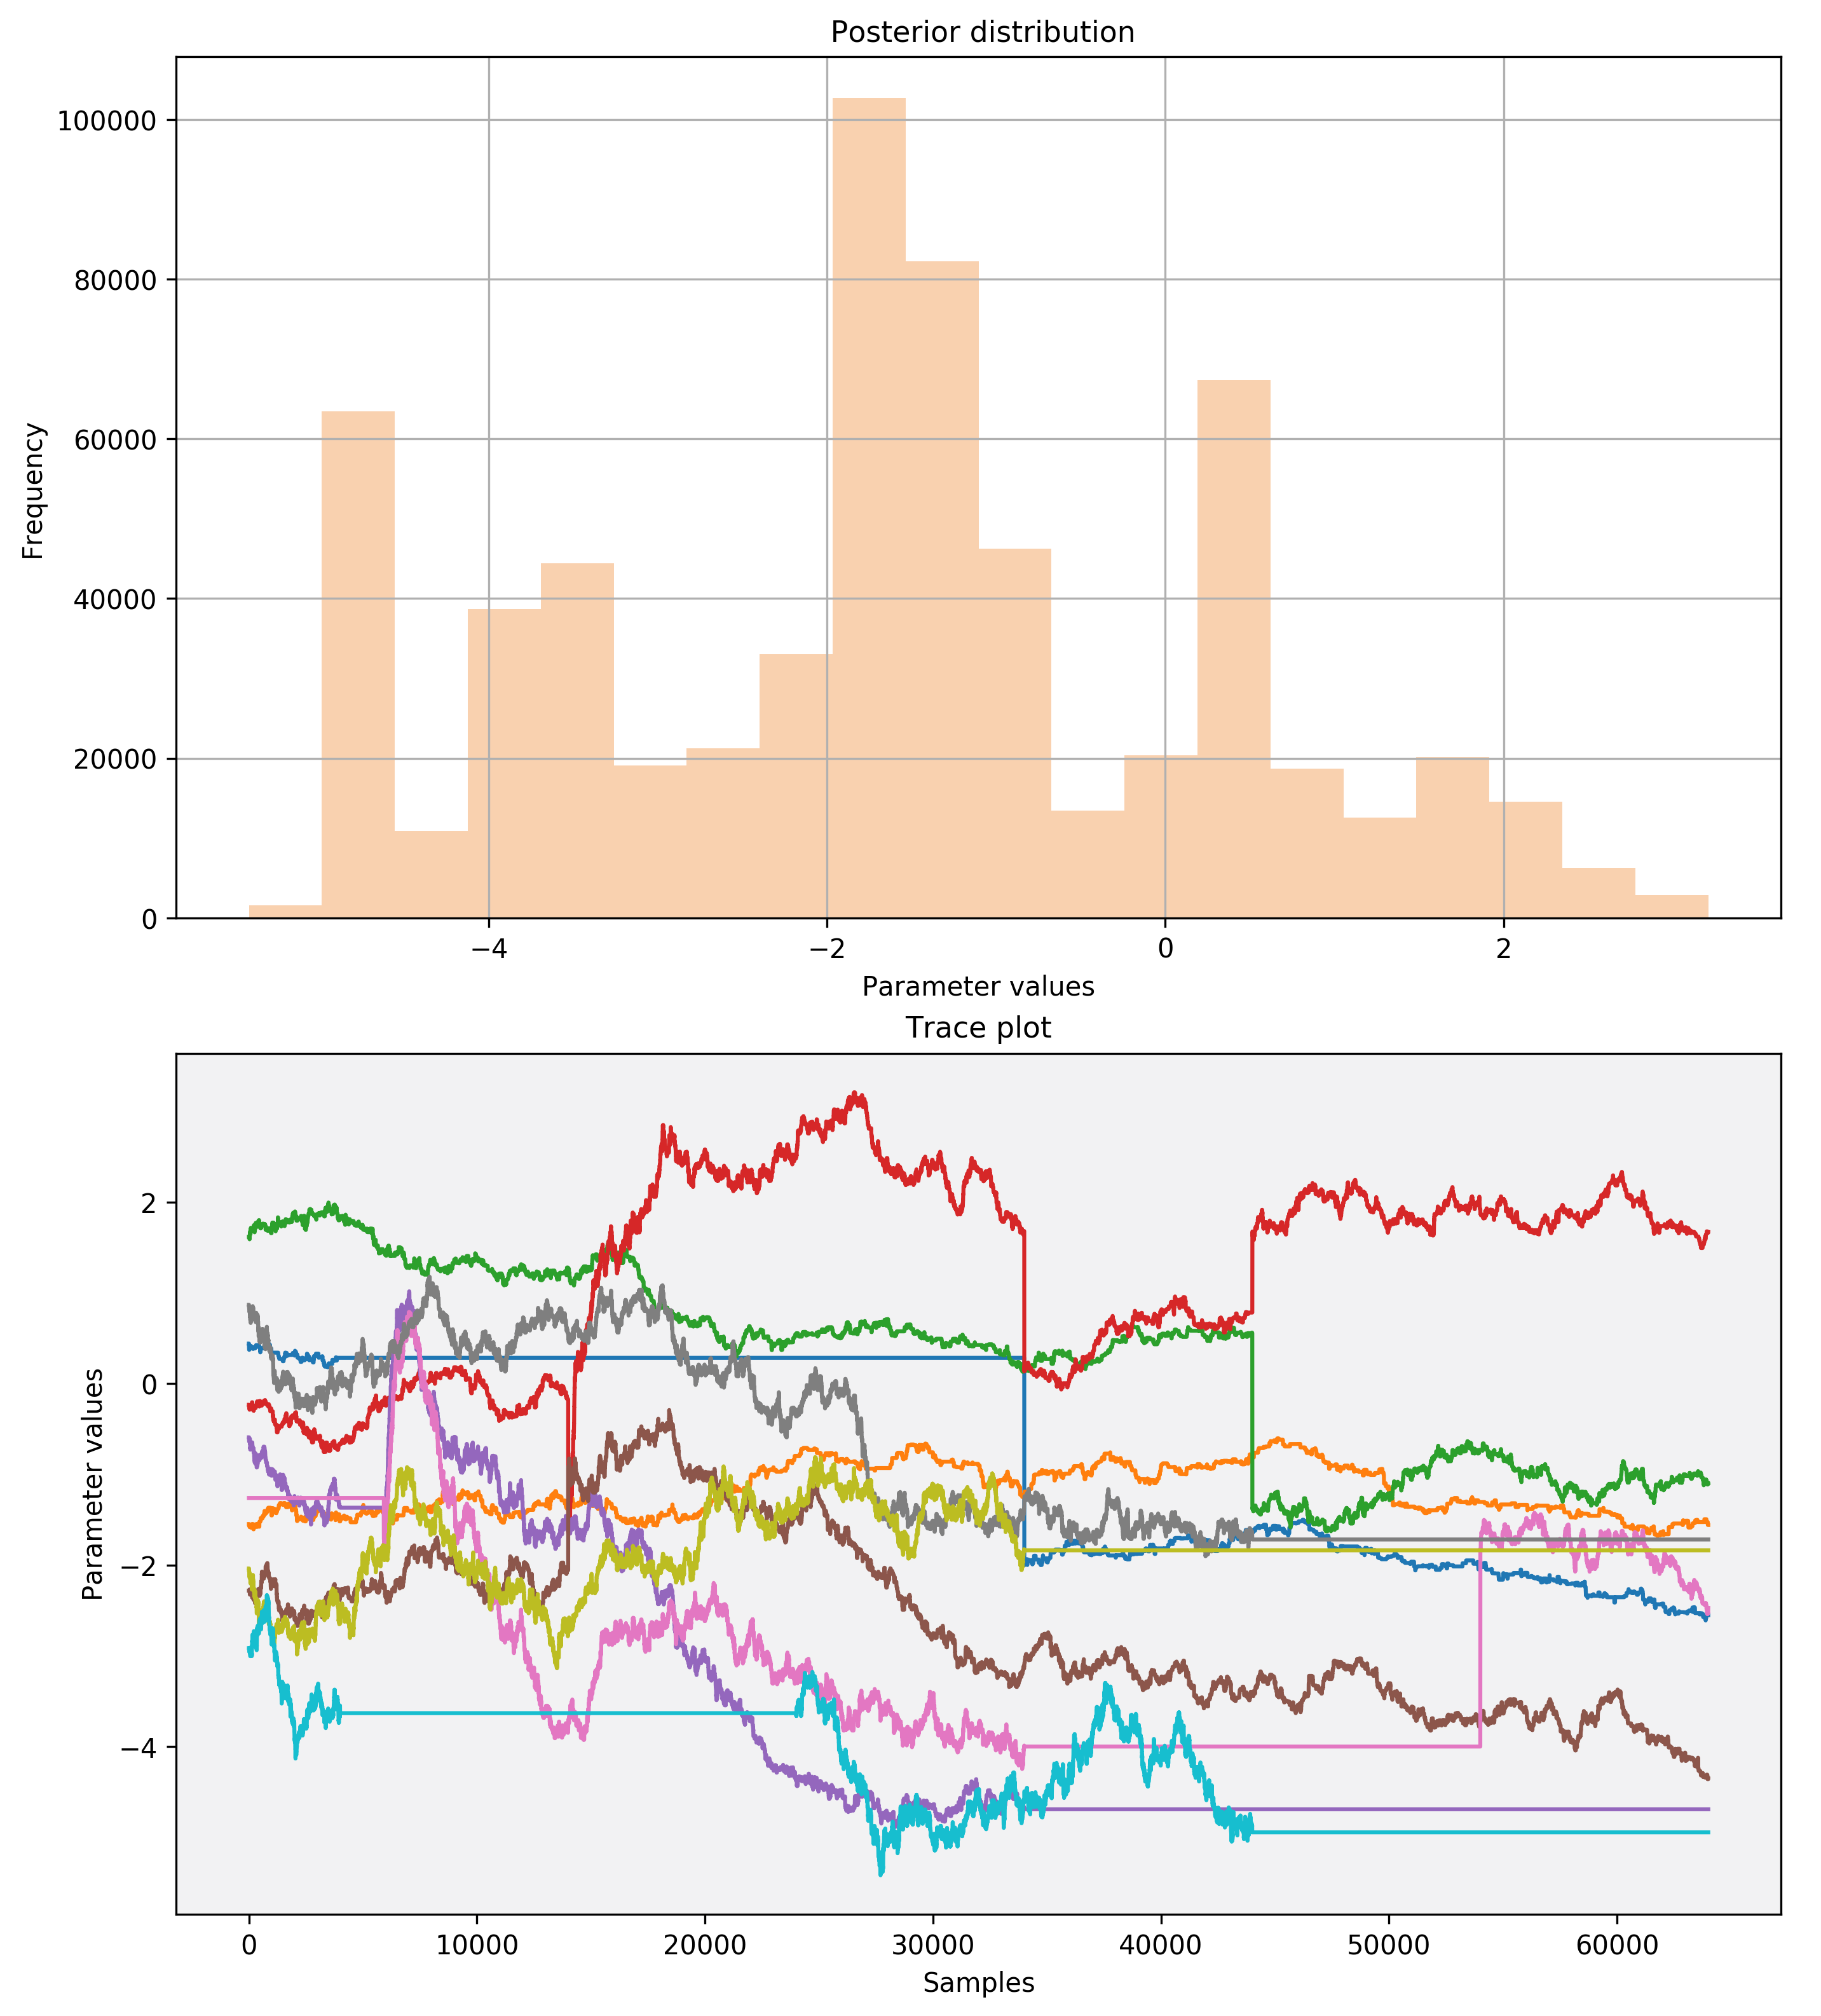 Posterior distribution
100000
80000
60000
40000
20000
0
Frequency
−4 −2 0 2
Parameter values
Trace plot
2
0
−2
−4
Parameter values
0 10000 20000 30000 40000 50000 60000
Samples